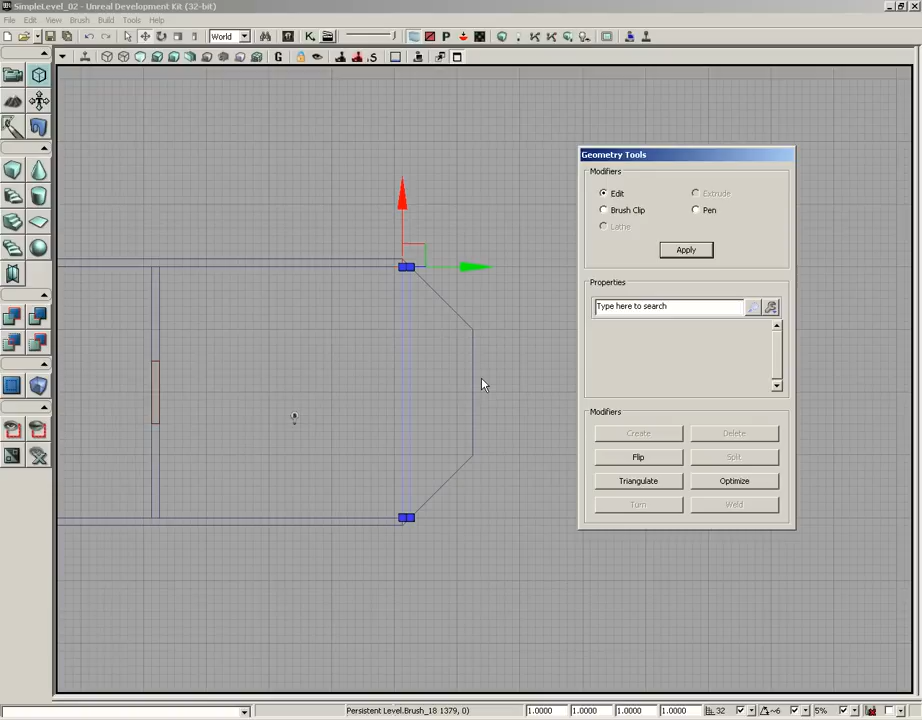 SimpleLevel_02 - Unreal Development Kit (32-bit)
File Edit View Brush Build Tools Help
World
K
P
G
S
Geometry Tools
Modifiers
Edit Extrude
Brush Clip Pen
Lathe
Apply
Properties
Type here to search
Modifiers
Create Delete
Flip Split
Triangulate Optimize
Turn Weld
Persistent Level.Brush_18 1379, 0) 1.0000 1.0000 1.0000 1.0000 32 ~6 5%